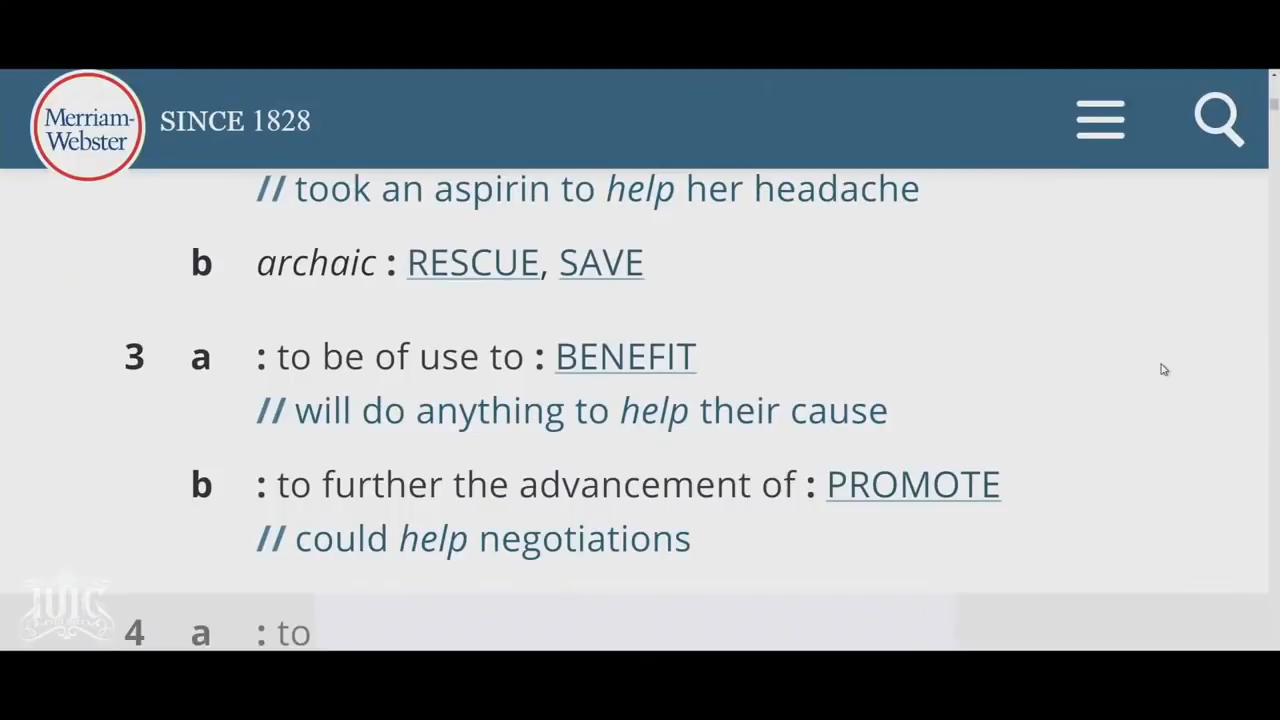 Merriam-
Webster
SINCE 1828
// took an aspirin to help her headache
b archaic : RESCUE, SAVE
3 a : to be of use to : BENEFIT
// will do anything to help their cause
b : to further the advancement of : PROMOTE
// could help negotiations
IUIC
4 a : to